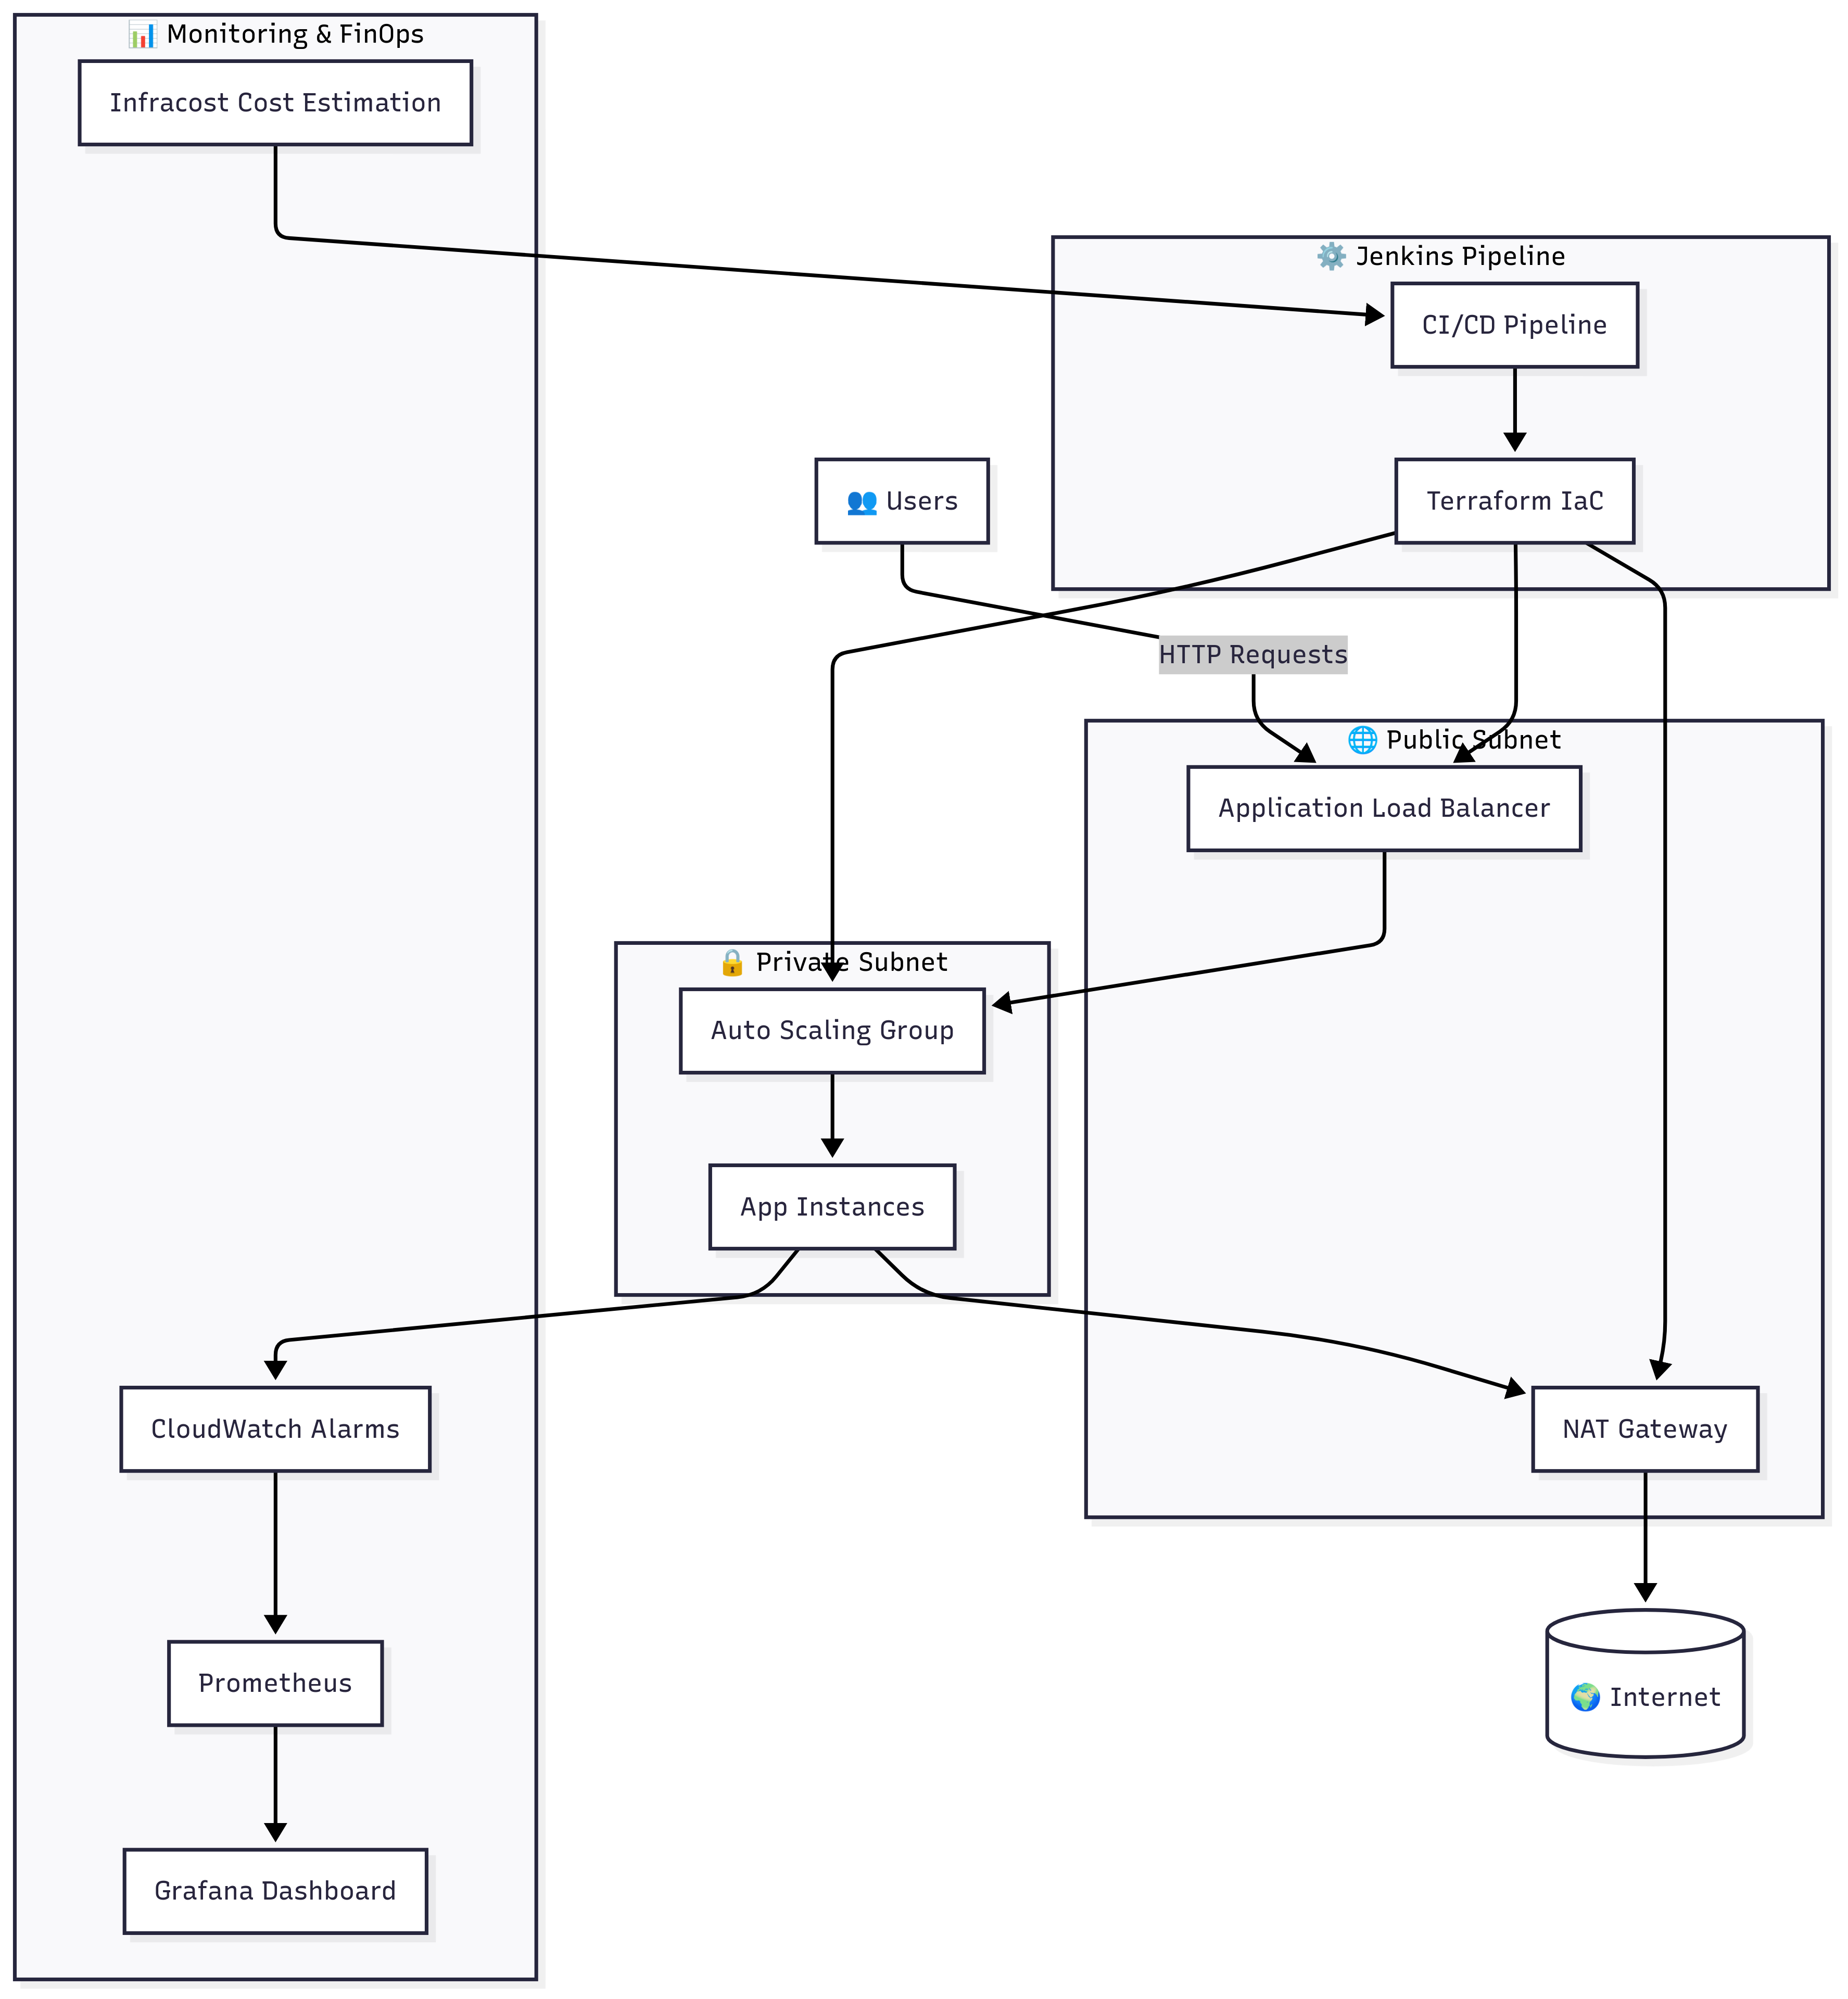 📊 Monitoring & FinOps
Infracost Cost Estimation
⚙️ Jenkins Pipeline
CI/CD Pipeline
👥 Users
Terraform IaC
HTTP Requests
🌐 Public Subnet
Application Load Balancer
🔒 Private Subnet
Auto Scaling Group
App Instances
CloudWatch Alarms
NAT Gateway
Prometheus
🌍 Internet
Grafana Dashboard